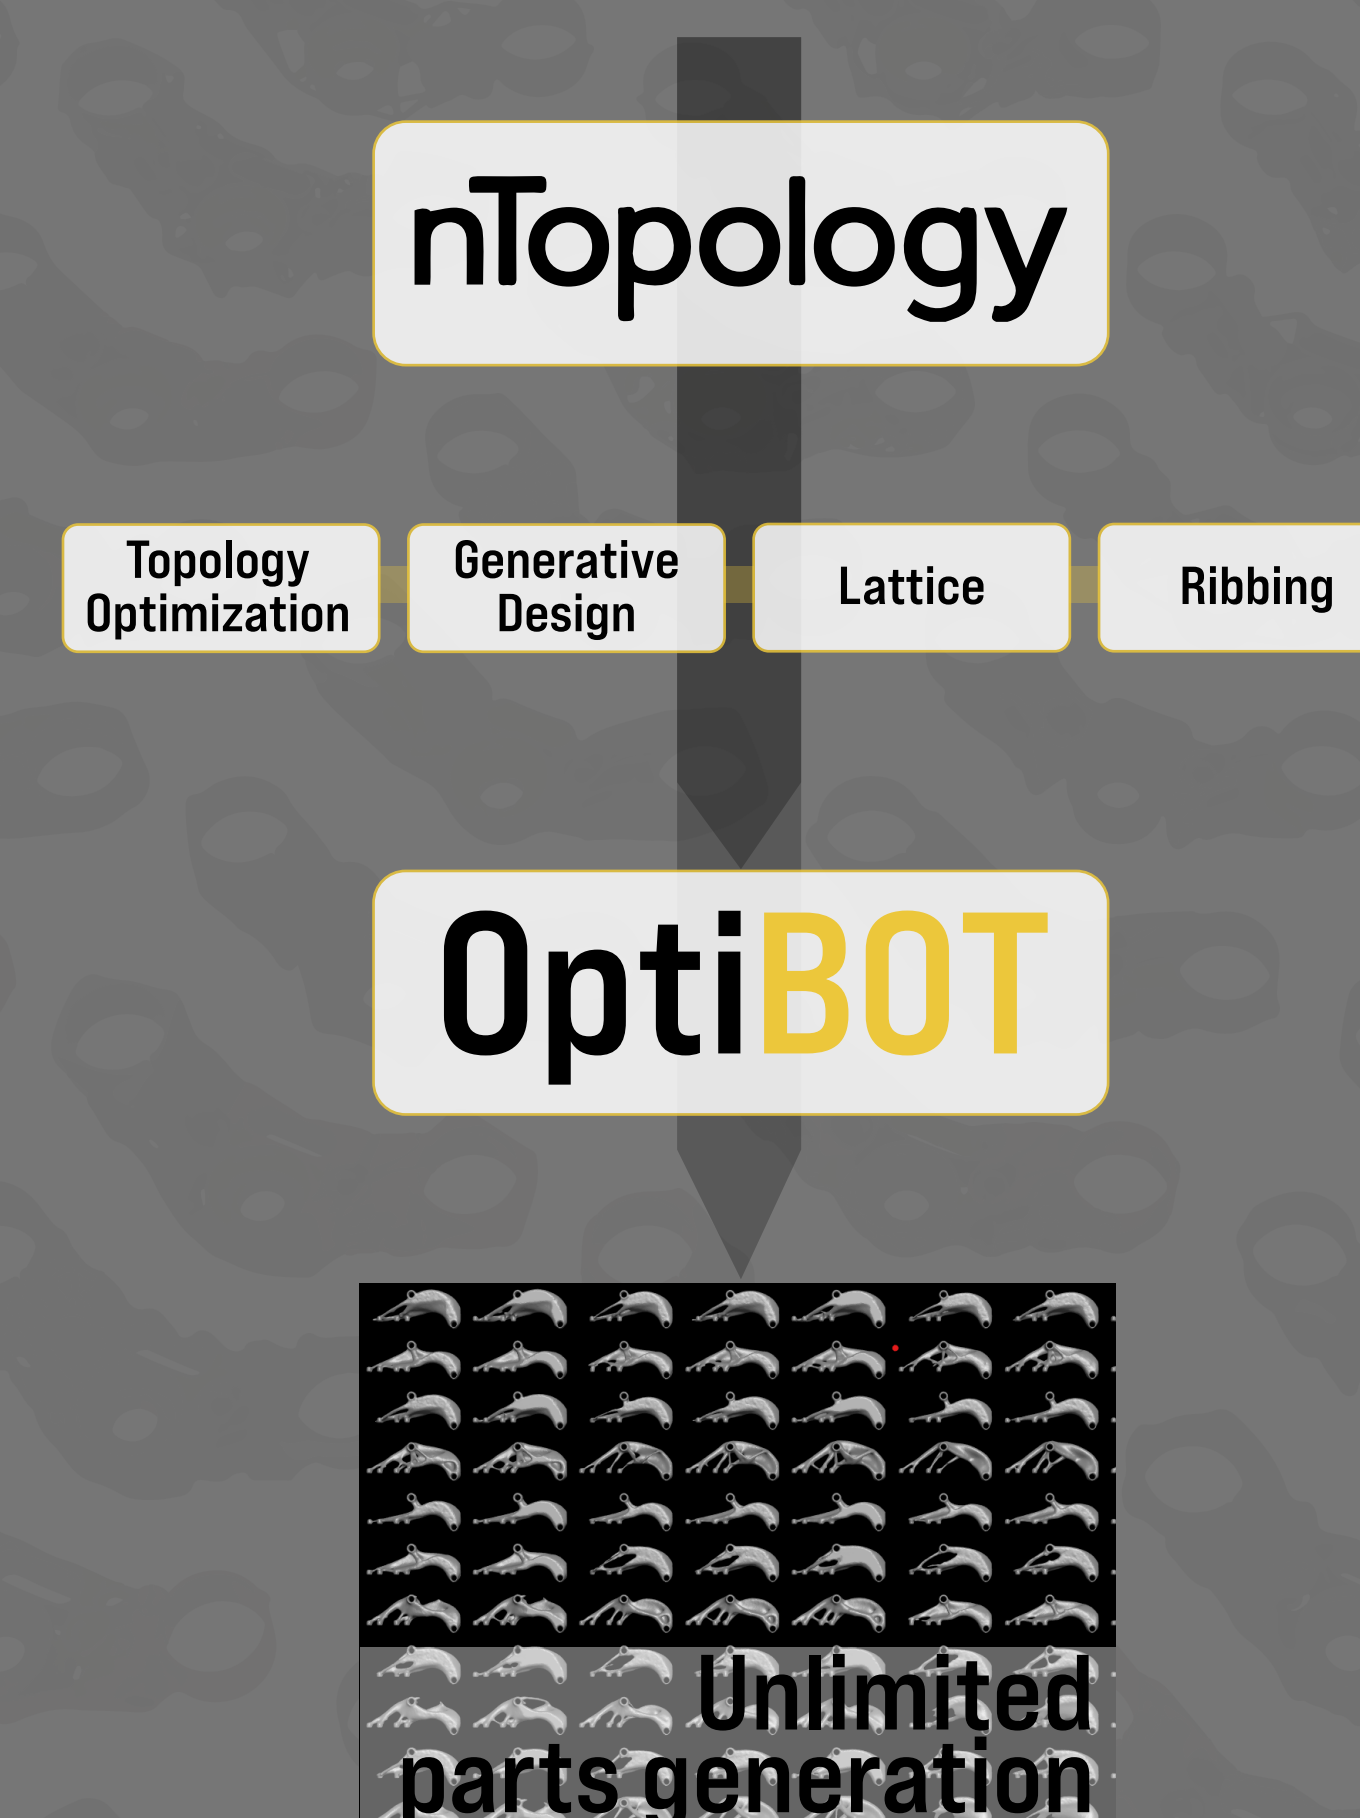 nTopology
Topology
Optimization
Generative
Design
Lattice
Ribbing
OptiBOT
Unlimited
parts generation